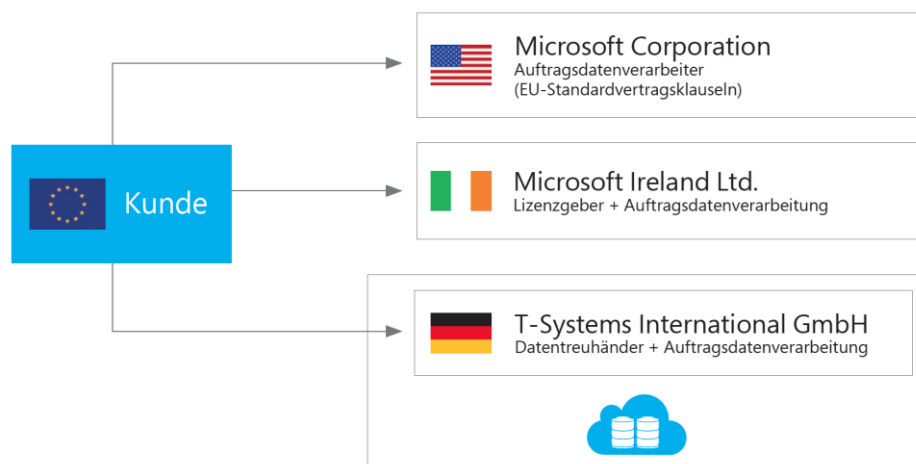 Microsoft Corporation
Auftragsdatenverarbeiter
(EU-Standardvertragsklauseln)
Kunde
Microsoft Ireland Ltd.
Lizenzgeber + Auftragsdatenverarbeitung
T-Systems International GmbH
Datentreuhänder + Auftragsdatenverarbeitung